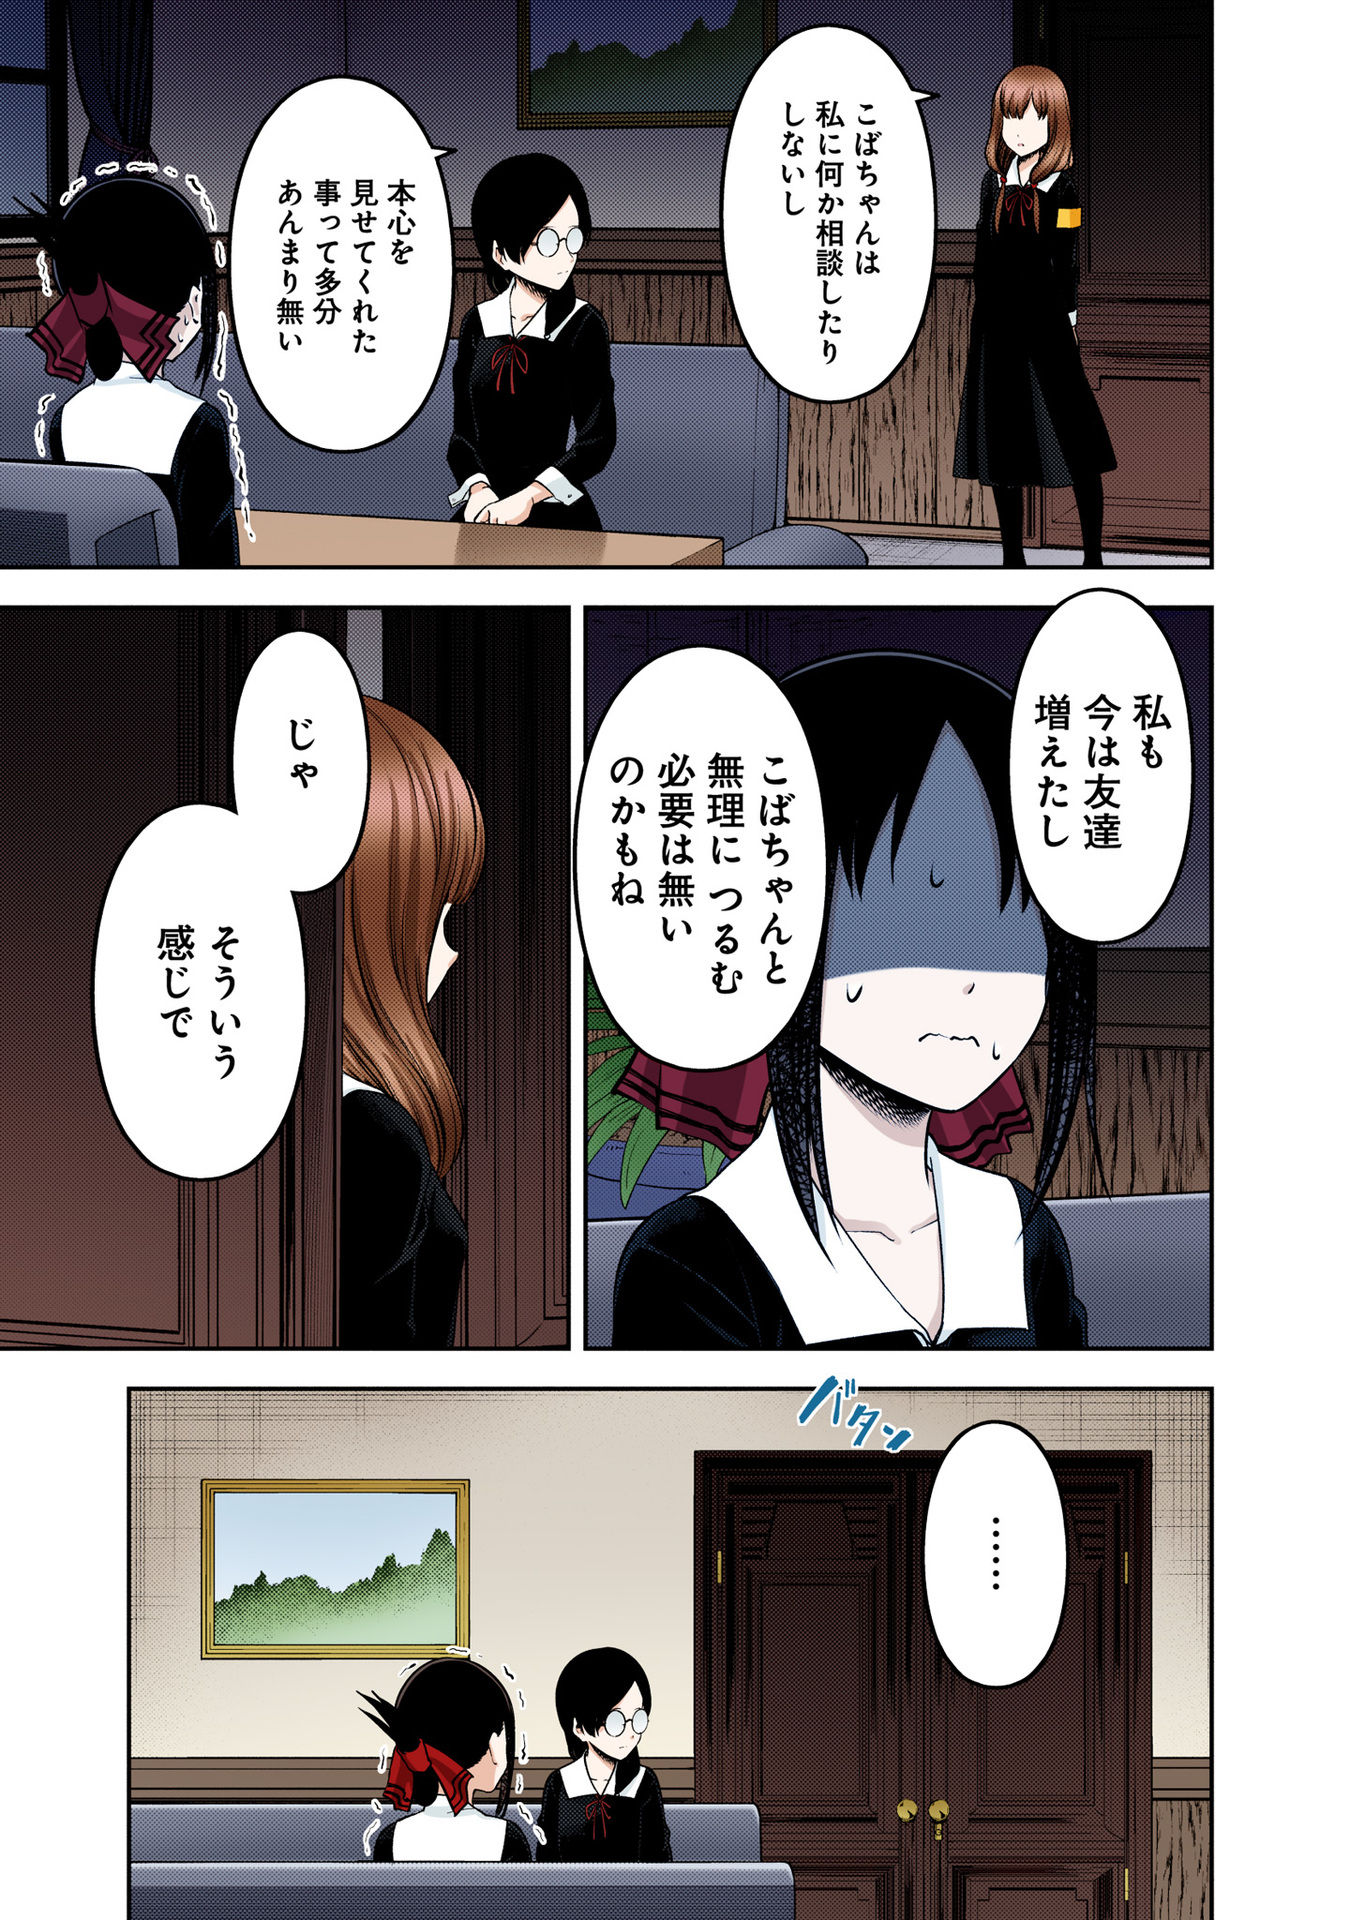 こばちゃんは
私に何か相談したり
しないし
本心を
見せてくれた
事って多分
あんまり無い
私も
今は友達
増えたし
こばちゃんと
無理につるむ
必要は無い
のかもね
じゃ
そういう
感じで
バタン
……